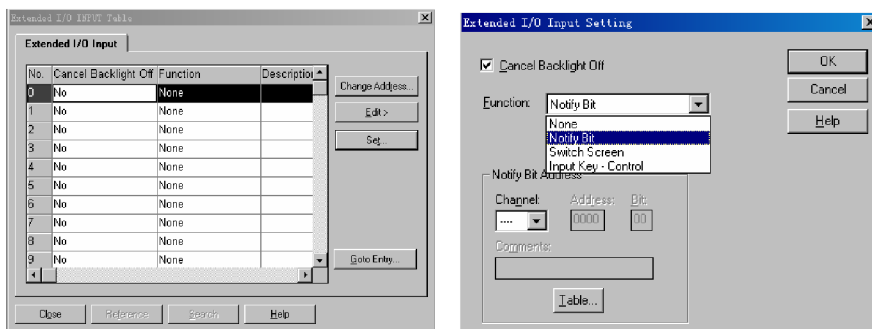 Extended I/O INPUT Table
Extended I/O Input
No. Cancel Backlight Off Function Description
0 No None
1 No None
2 No None
3 No None
4 No None
5 No None
6 No None
7 No None
8 No None
9 No None
Change Address...
Edit >
Set...
Goto Entry...
Close Reference Search Help
Extended I/O Input Setting
Cancel Backlight Off
Function: Notify Bit
None
Notify Bit
Switch Screen
Input Key - Control
Notify Bit Address
Channel: Address: Bit:
---- 0000 00
Comments:
Table...
OK
Cancel
Help